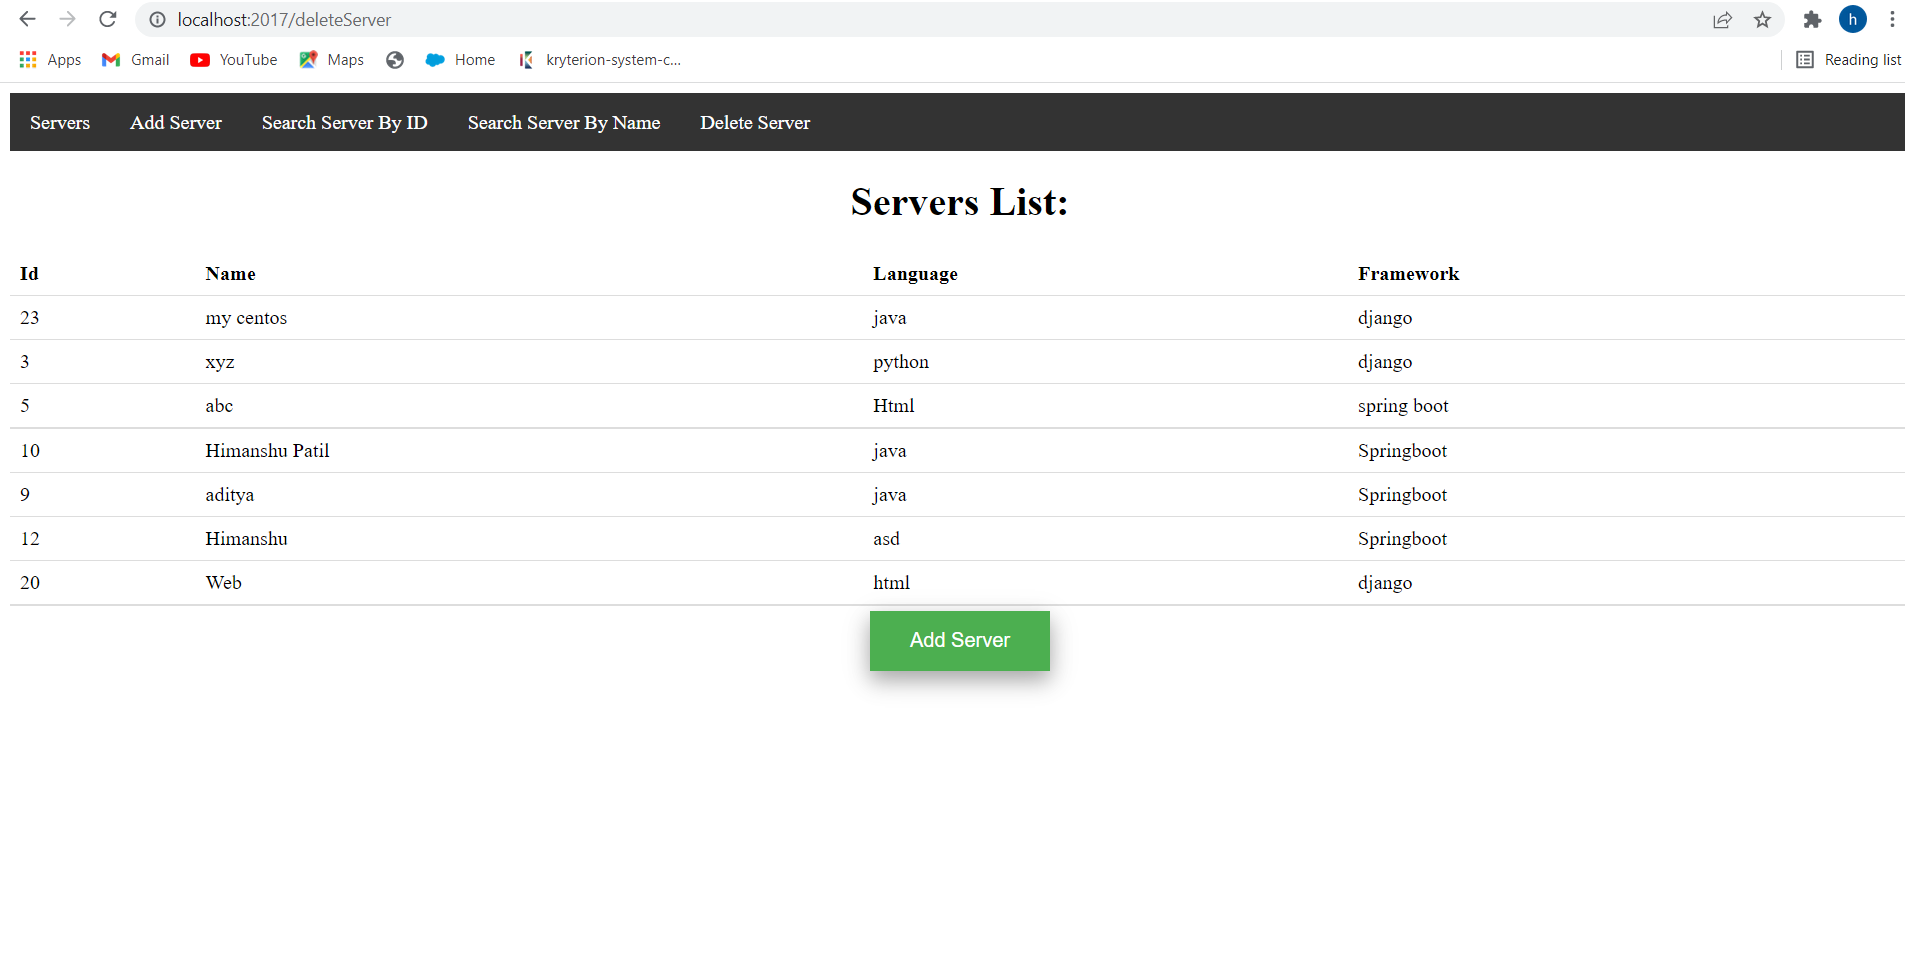 localhost:2017/deleteServer
h
Apps Gmail YouTube Maps Home kryterion-system-c... Reading list
Servers Add Server Search Server By ID Search Server By Name Delete Server
Servers List:
Id Name Language Framework
23 my centos java django
3 xyz python django
5 abc Html spring boot
10 Himanshu Patil java Springboot
9 aditya java Springboot
12 Himanshu asd Springboot
20 Web html django
Add Server